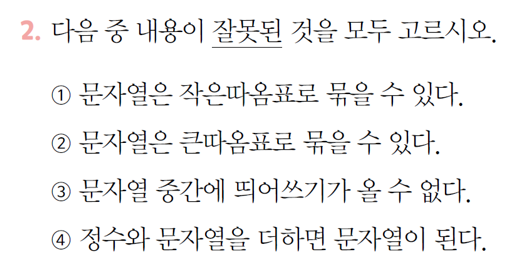 2. 다음 중 내용이 잘못된 것을 모두 고르시오.
① 문자열은 작은따옴표로 묶을 수 있다.
② 문자열은 큰따옴표로 묶을 수 있다.
③ 문자열 중간에 띄어쓰기가 올 수 없다.
④ 정수와 문자열을 더하면 문자열이 된다.